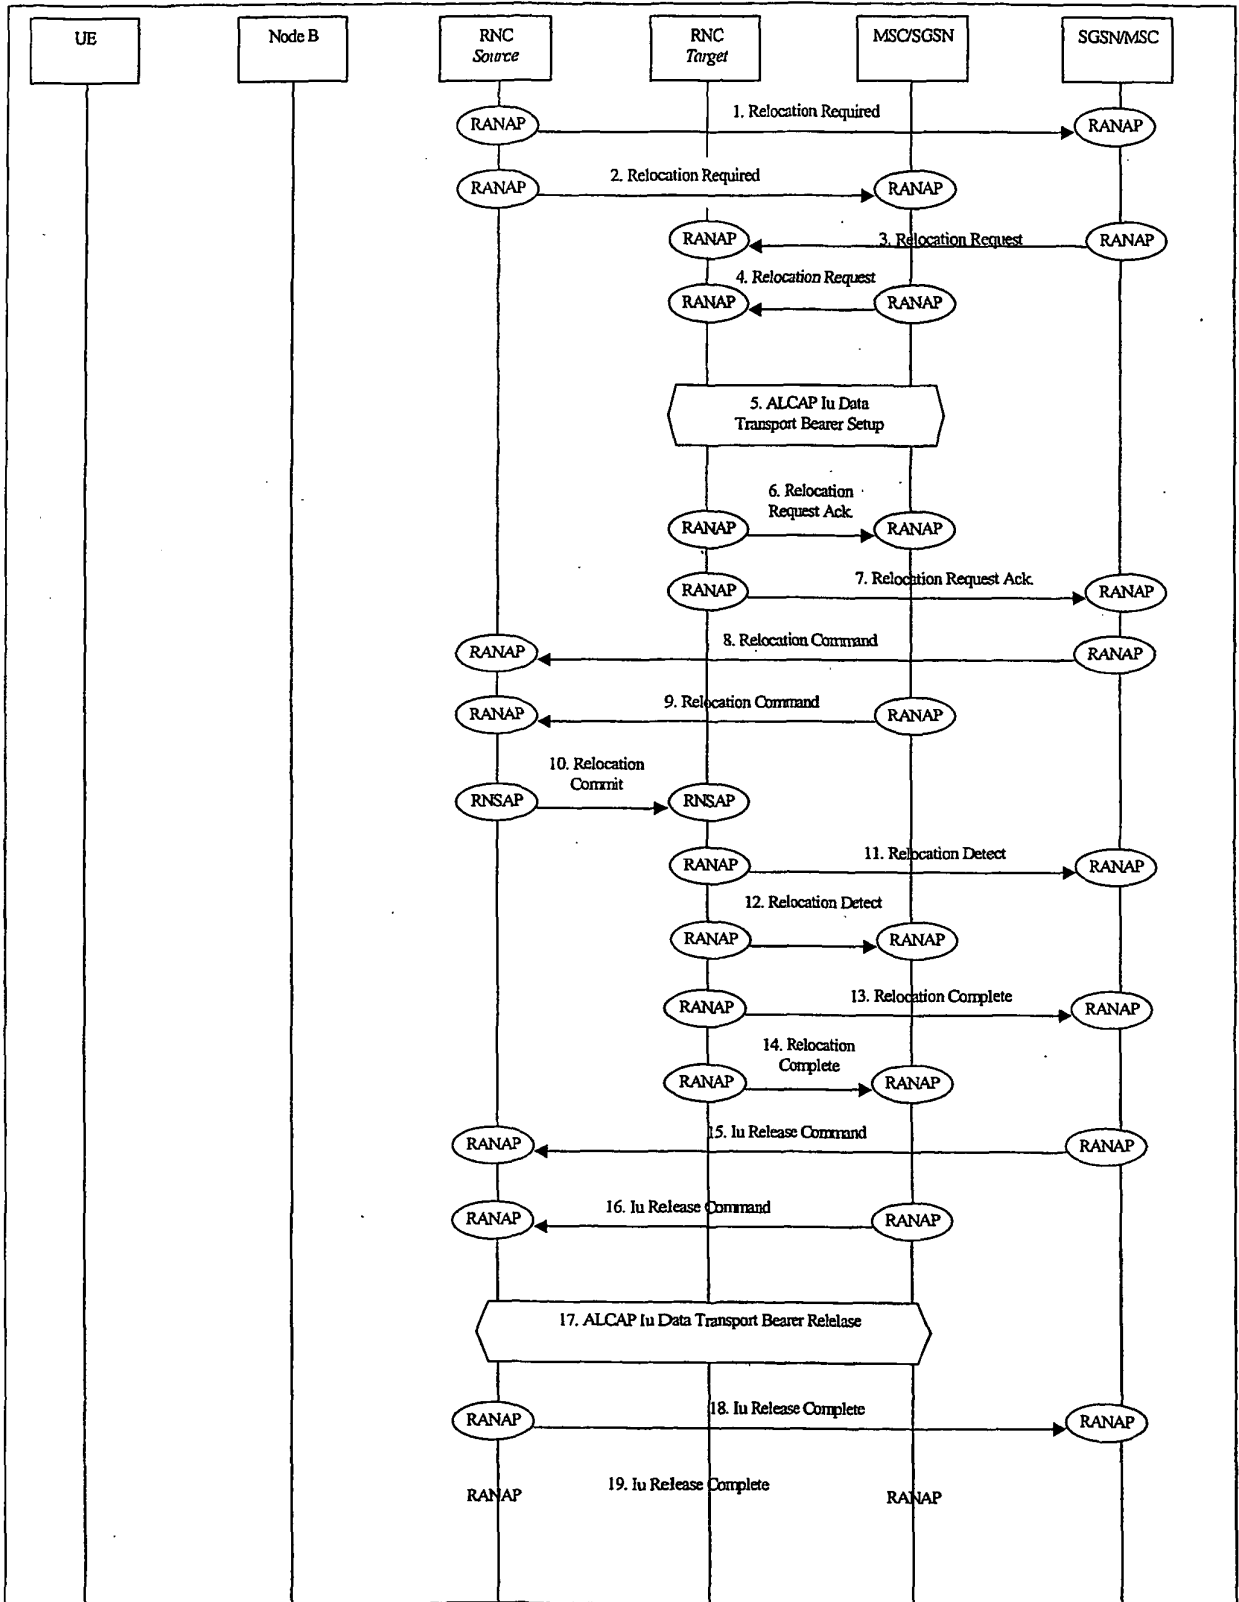 UE
Node B
RNC
Source
RNC
Target
MSC/SGSN
SGSN/MSC
RANAP
1. Relocation Required
RANAP
RANAP
2. Relocation Required
RANAP
RANAP
3. Relocation Request
RANAP
4. Relocation Request
RANAP
RANAP
5. ALCAP Iu Data
Transport Bearer Setup
6. Relocation
Request Ack.
RANAP
RANAP
RANAP
7. Relocation Request Ack.
RANAP
RANAP
8. Relocation Command
RANAP
RANAP
9. Relocation Command
RANAP
10. Relocation
Commit
RNSAP
RNSAP
RANAP
11. Relocation Detect
RANAP
12. Relocation Detect
RANAP
RANAP
RANAP
13. Relocation Complete
RANAP
14. Relocation
Complete
RANAP
RANAP
RANAP
15. Iu Release Command
RANAP
RANAP
16. Iu Release Command
RANAP
17. ALCAP Iu Data Transport Bearer Relelase
RANAP
18. Iu Release Complete
RANAP
RANAP
19. Iu Release Complete
RANAP